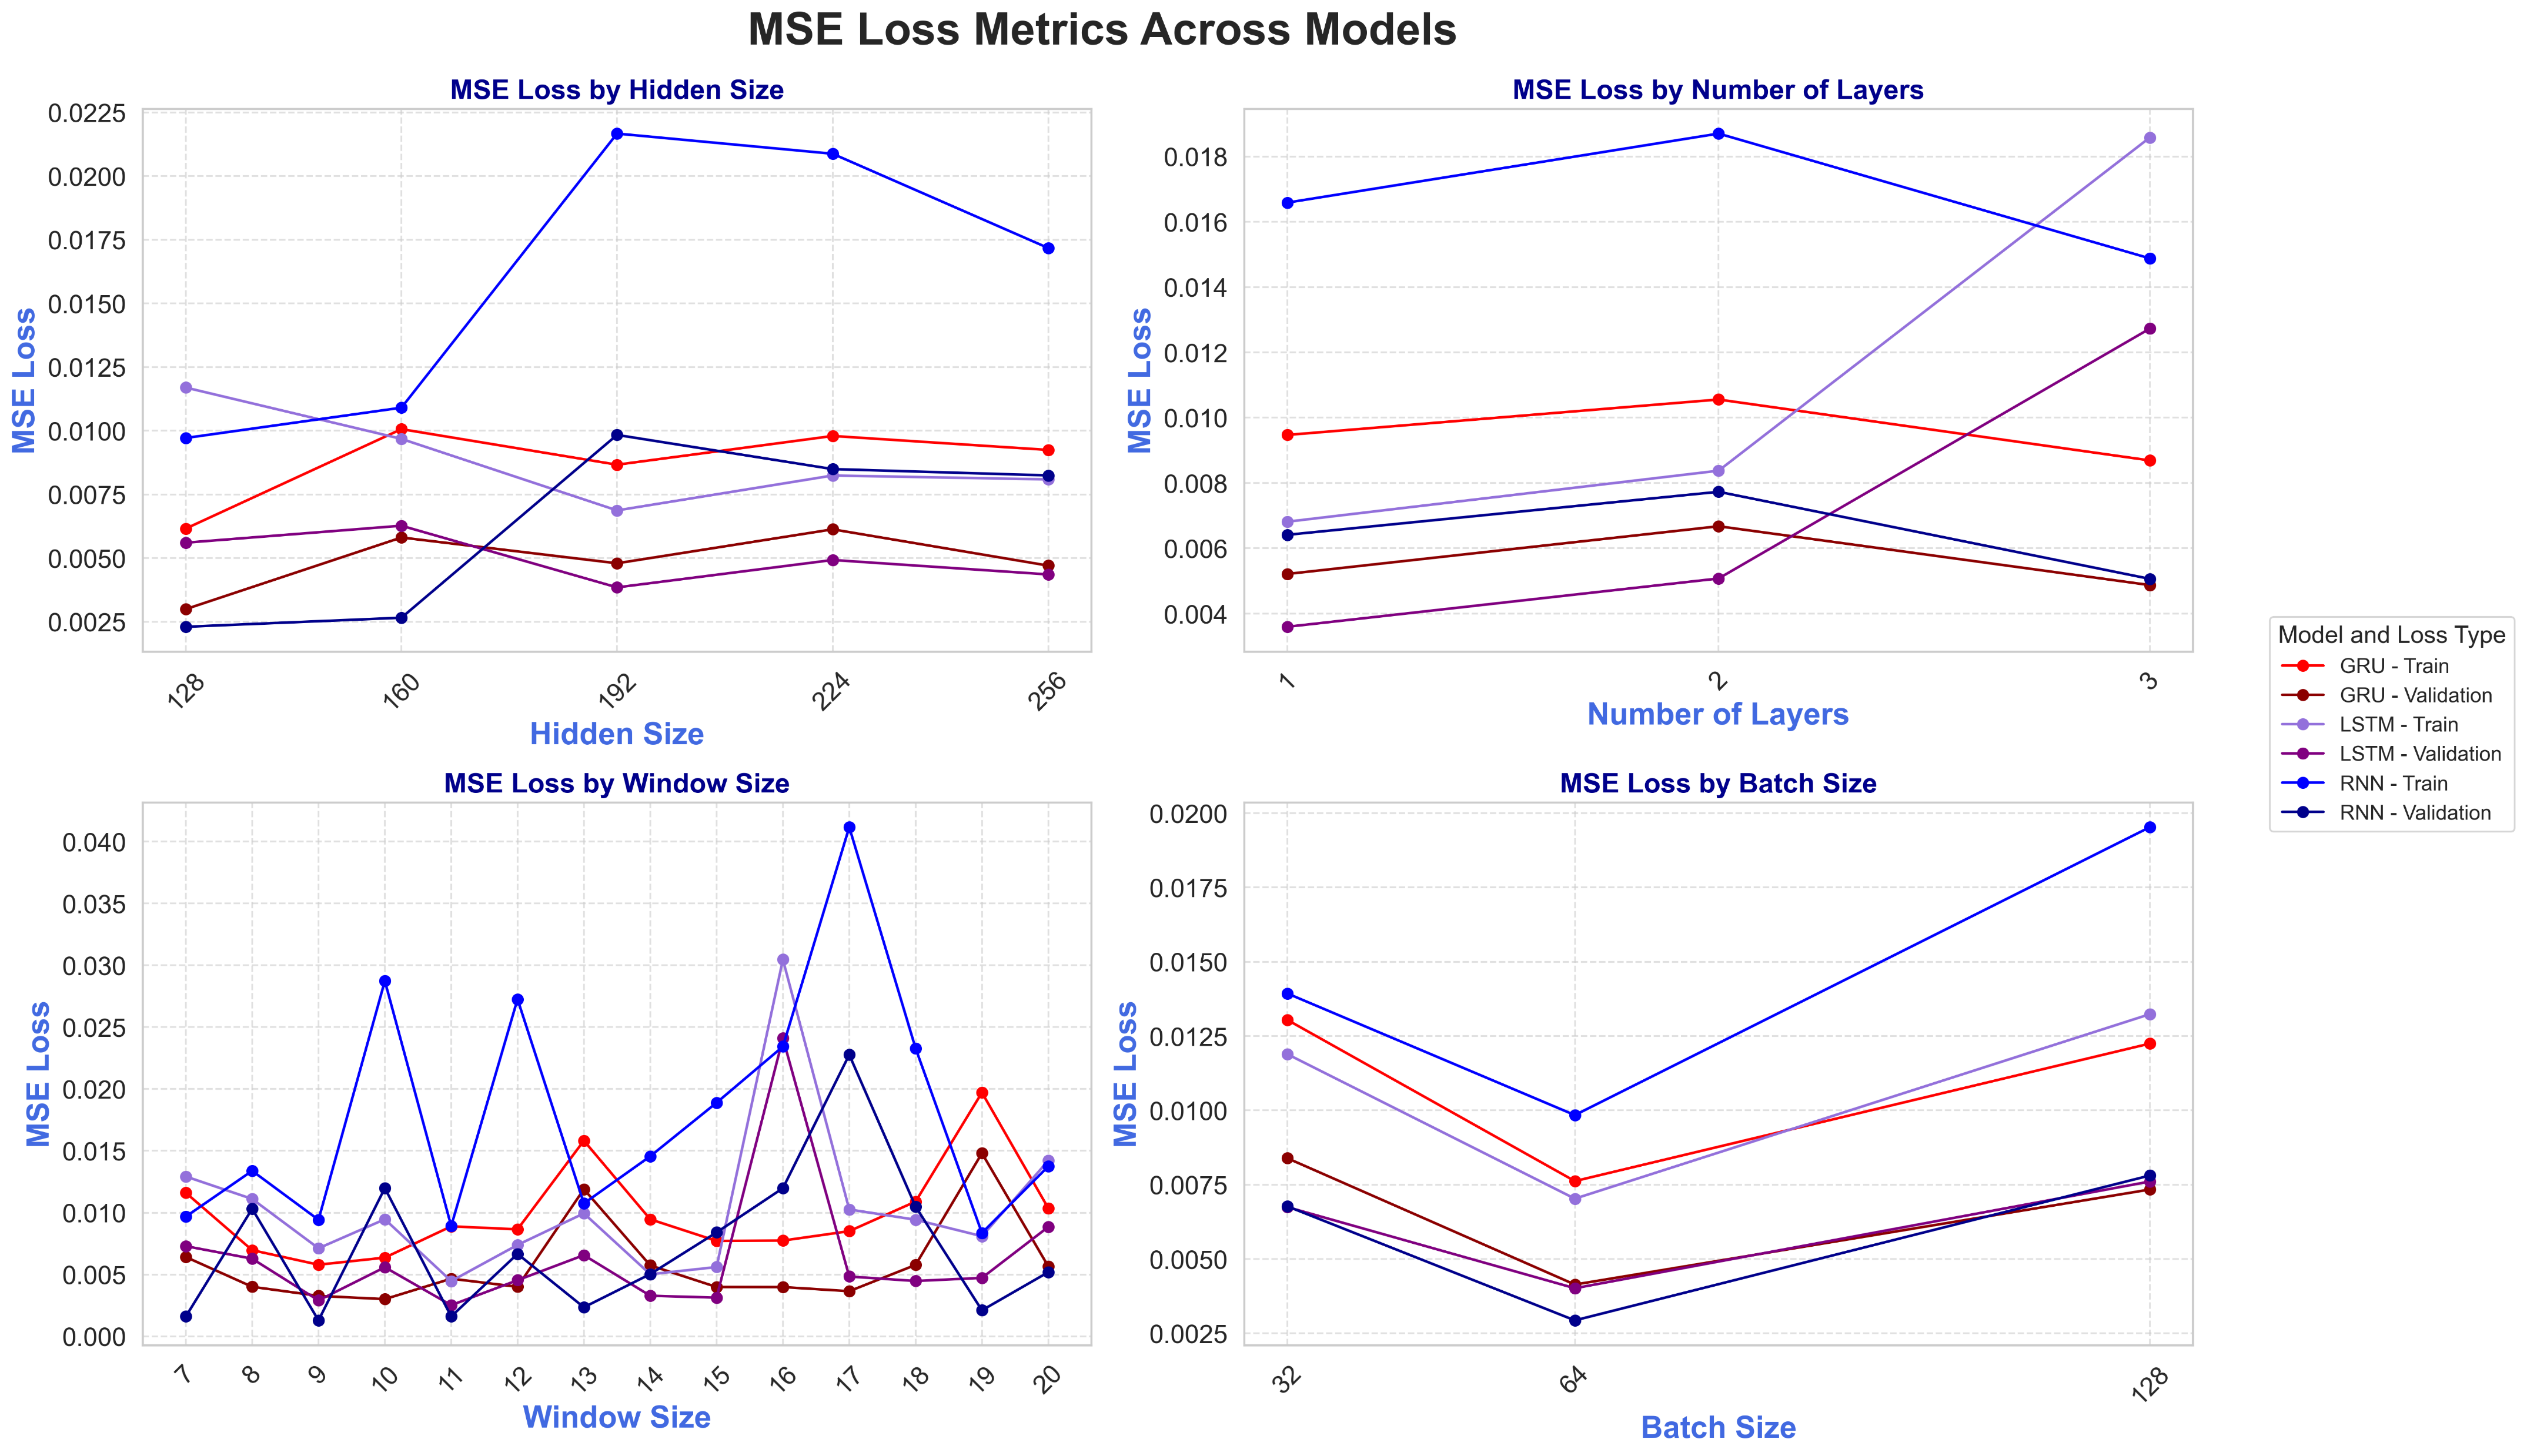 MSE Loss Metrics Across Models
MSE Loss by Hidden Size
MSE Loss
0.0225
0.0200
0.0175
0.0150
0.0125
0.0100
0.0075
0.0050
0.0025
128
160
192
224
256
Hidden Size
MSE Loss by Number of Layers
MSE Loss
0.018
0.016
0.014
0.012
0.010
0.008
0.006
0.004
1
2
3
Number of Layers
Model and Loss Type
GRU - Train
GRU - Validation
LSTM - Train
LSTM - Validation
RNN - Train
RNN - Validation
MSE Loss by Window Size
MSE Loss
0.040
0.035
0.030
0.025
0.020
0.015
0.010
0.005
0.000
7
8
9
10
11
12
13
14
15
16
17
18
19
20
Window Size
MSE Loss by Batch Size
MSE Loss
0.0200
0.0175
0.0150
0.0125
0.0100
0.0075
0.0050
0.0025
32
64
128
Batch Size